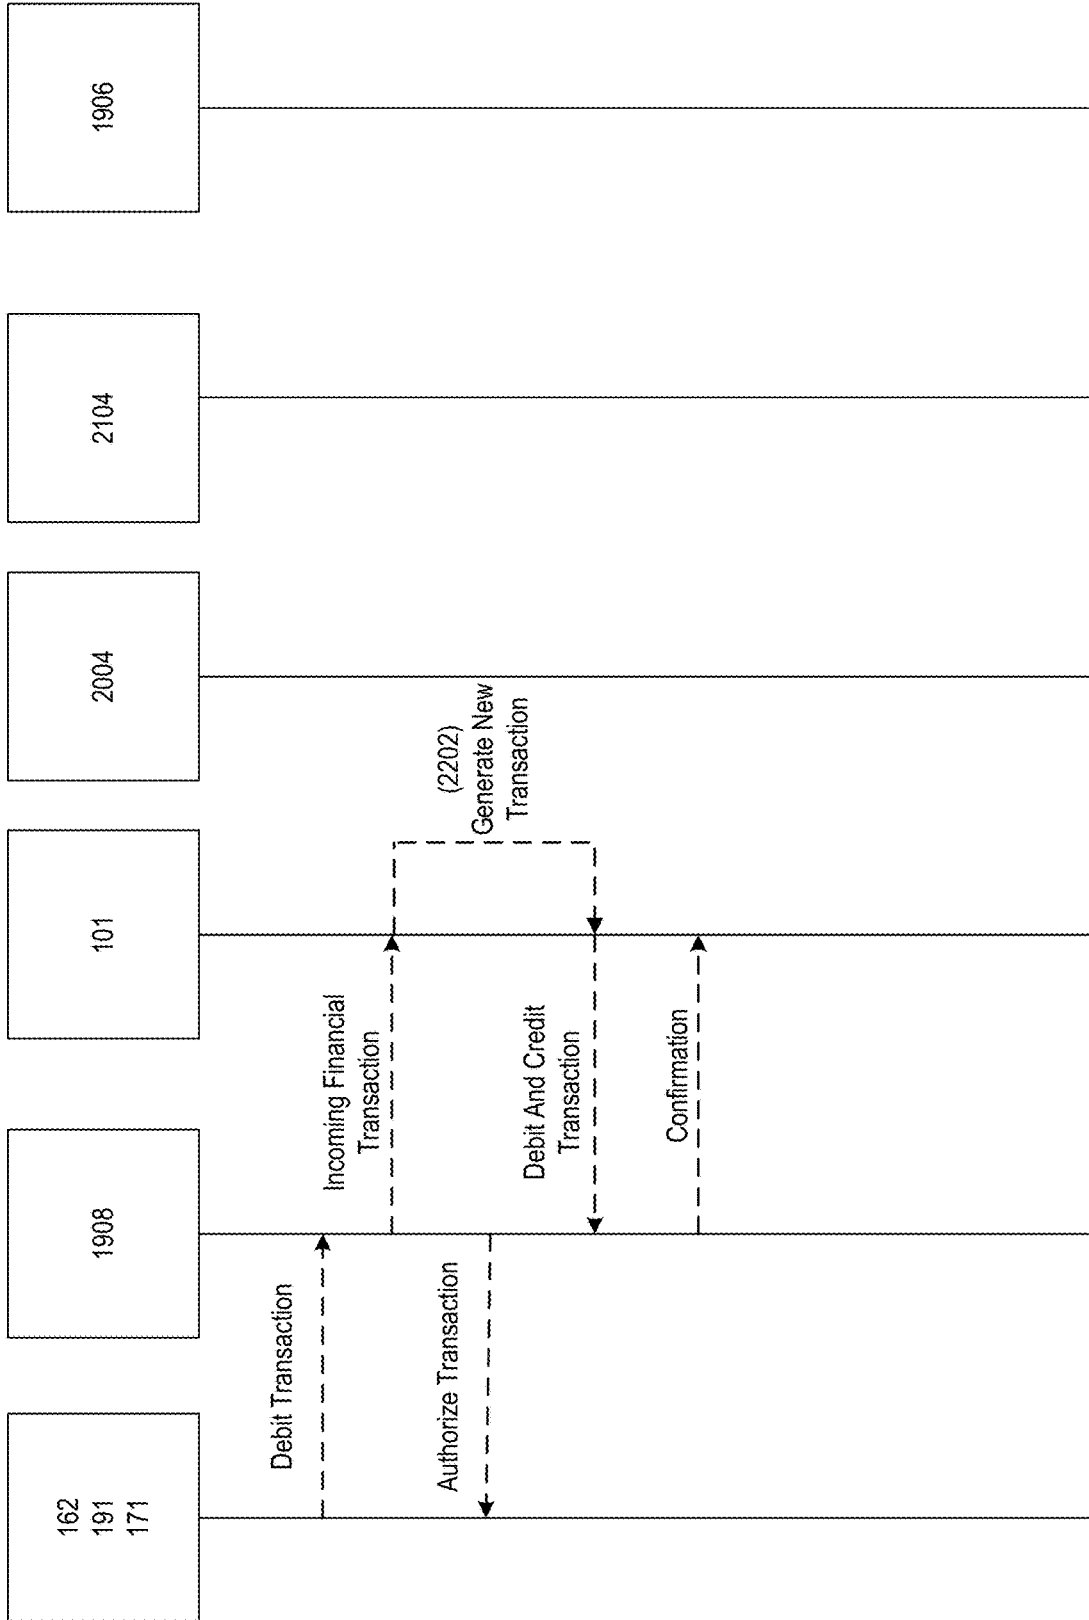 162
191
171
1908
101
2004
2104
1906
Debit Transaction
Incoming Financial
Transaction
(2202)
Generate New
Transaction
Authorize Transaction
Debit And Credit
Transaction
Confirmation